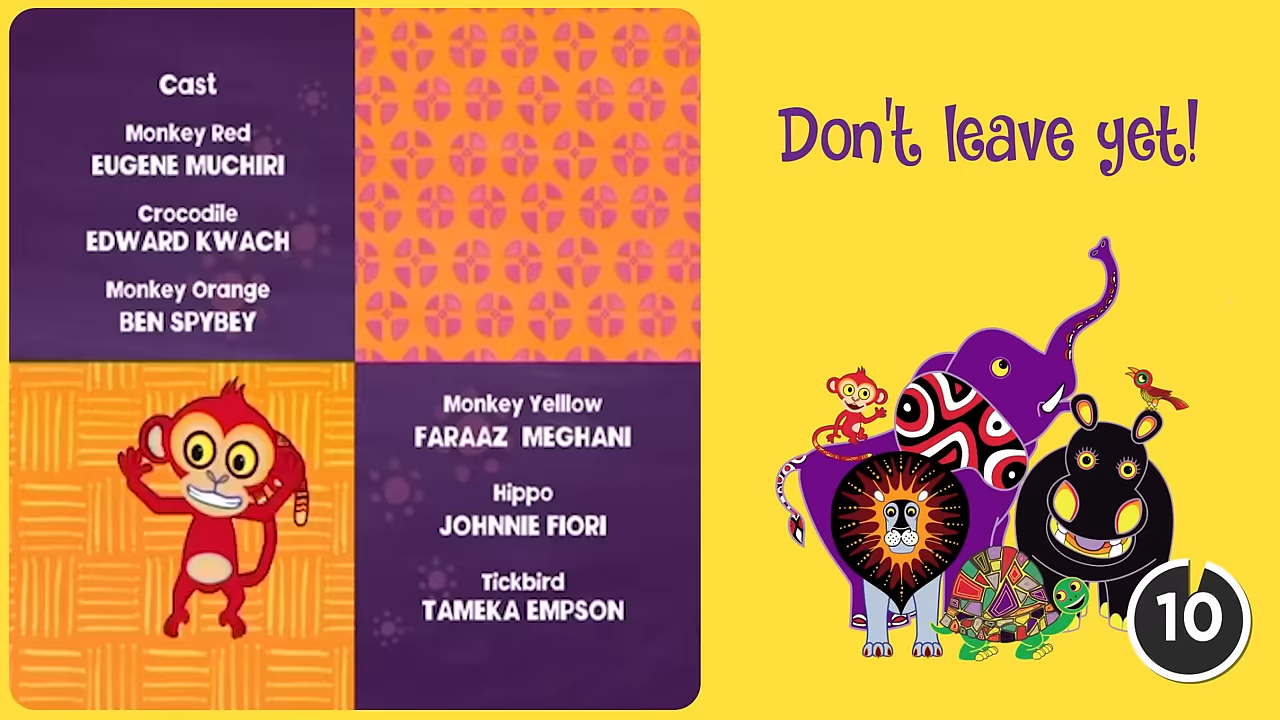 Cast
Monkey Red
EUGENE MUCHIRI
Crocodile
EDWARD KWACH
Monkey Orange
BEN SPYBEY
Monkey Yelllow
FARAAZ MEGHANI
Hippo
JOHNNIE FIORI
Tickbird
TAMEKA EMPSON
Don't leave yet!
10